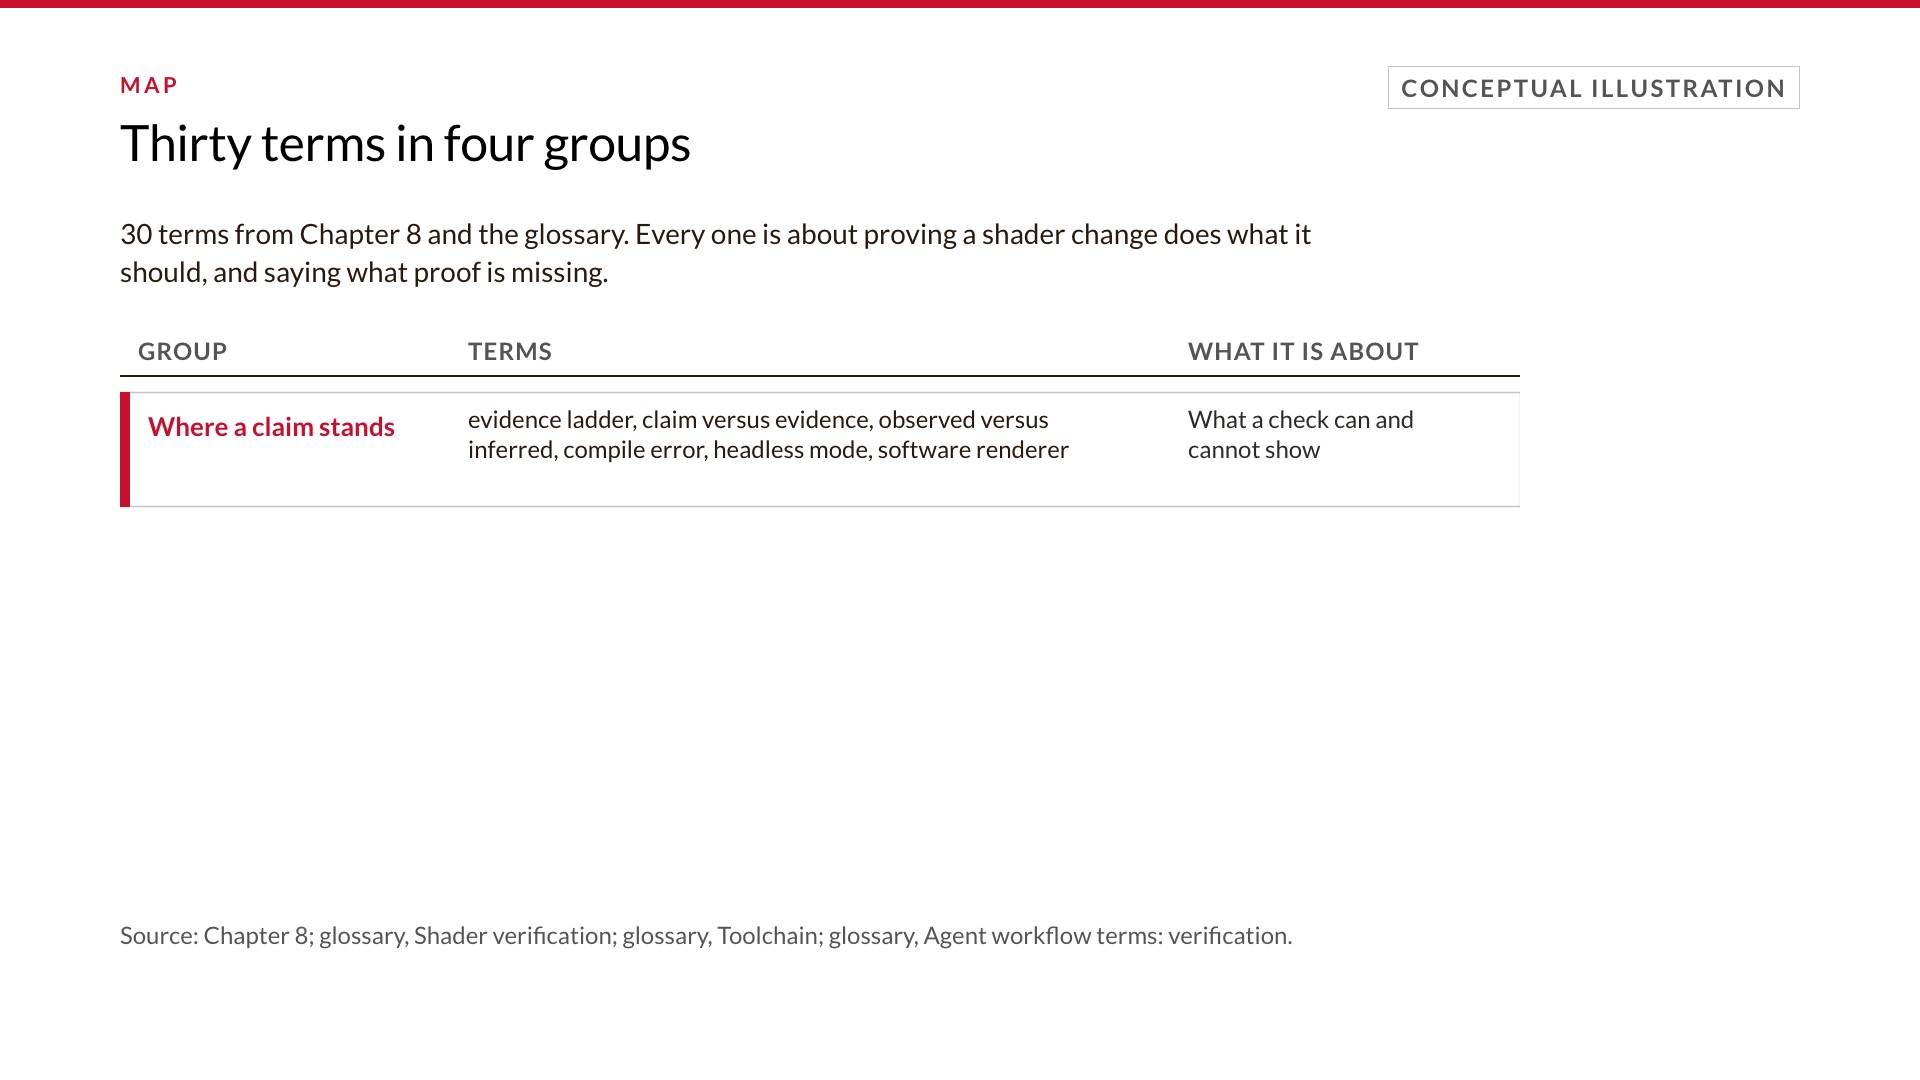 MAP
CONCEPTUAL ILLUSTRATION
Thirty terms in four groups
30 terms from Chapter 8 and the glossary. Every one is about proving a shader change does what it
should, and saying what proof is missing.
GROUP TERMS WHAT IT IS ABOUT
Where a claim stands
evidence ladder, claim versus evidence, observed versus
inferred, compile error, headless mode, software renderer
What a check can and
cannot show
Source: Chapter 8; glossary, Shader verification; glossary, Toolchain; glossary, Agent workflow terms: verification.